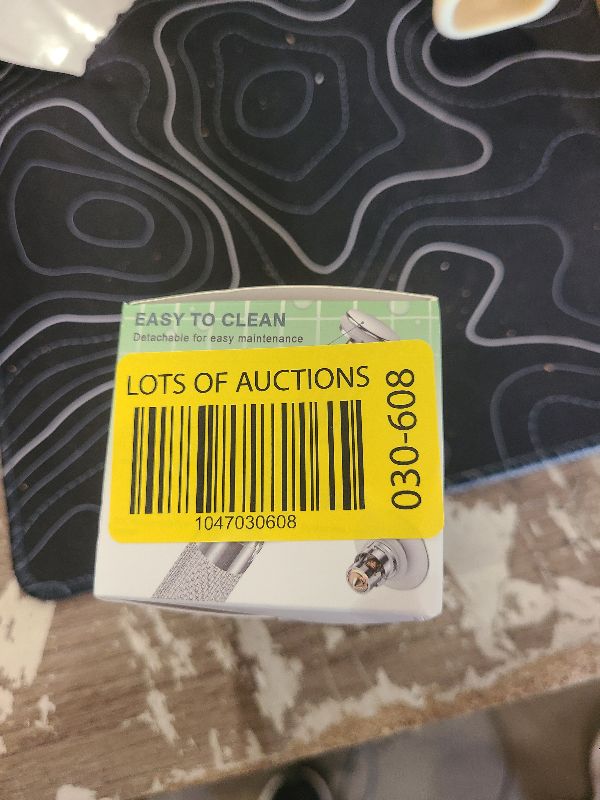 EASY TO CLEAN
Detachable for easy maintenance
LOTS OF AUCTIONS
030-608
1047030608